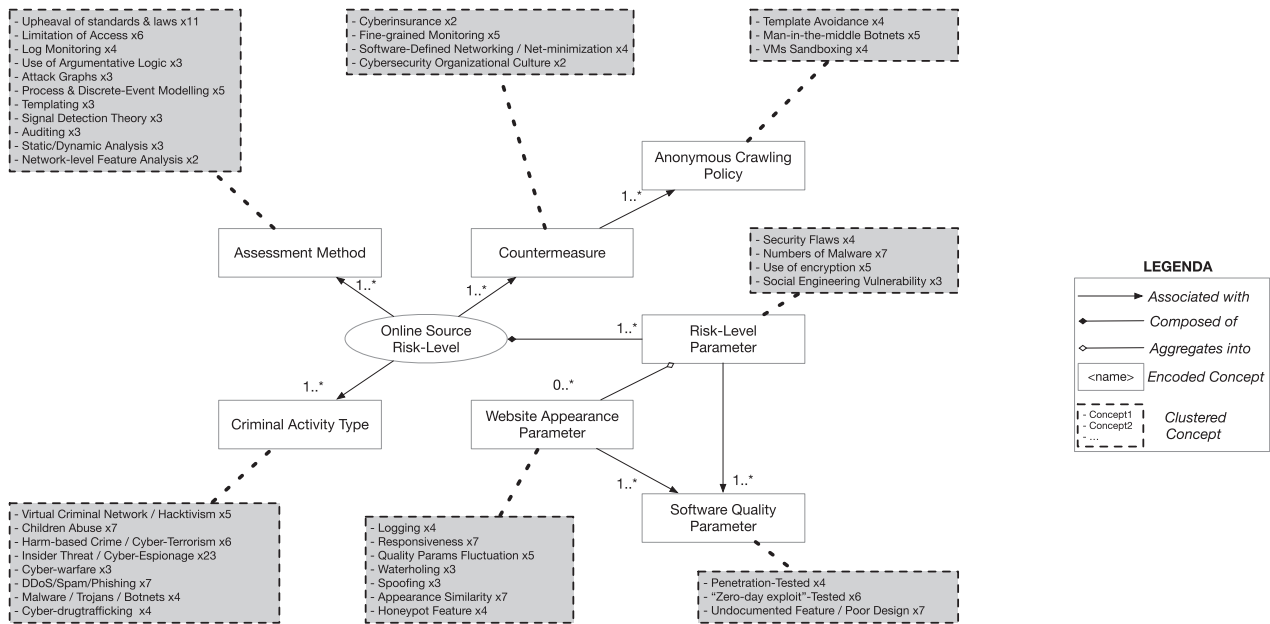 - Upheaval of standards & laws x11
- Limitation of Access x6
- Log Monitoring x4
- Use of Argumentative Logic x3
- Attack Graphs x3
- Process & Discrete-Event Modelling x5
- Templating x3
- Signal Detection Theory x3
- Auditing x3
- Static/Dynamic Analysis x3
- Network-level Feature Analysis x2
- Cyberinsurance x2
- Fine-grained Monitoring x5
- Software-Defined Networking / Net-minimization x4
- Cybersecurity Organizational Culture x2
- Template Avoidance x4
- Man-in-the-middle Botnets x5
- VMs Sandboxing x4
Anonymous Crawling
Policy
1..*
Assessment Method
Countermeasure
- Security Flaws x4
- Numbers of Malware x7
- Use of encryption x5
- Social Engineering Vulnerability x3
1..*
1..*
Online Source
Risk-Level
1..*
Risk-Level
Parameter
1..*
0..*
Criminal Activity Type
Website Appearance
Parameter
1..*
1..*
Software Quality
Parameter
- Virtual Criminal Network / Hacktivism x5
- Children Abuse x7
- Harm-based Crime / Cyber-Terrorism x6
- Insider Threat / Cyber-Espionage x23
- Cyber-warfare x3
- DDoS/Spam/Phishing x7
- Malware / Trojans / Botnets x4
- Cyber-drugtrafficking x4
- Logging x4
- Responsiveness x7
- Quality Params Fluctuation x5
- Waterholing x3
- Spoofing x3
- Appearance Similarity x7
- Honeypot Feature x4
- Penetration-Tested x4
- “Zero-day exploit”-Tested x6
- Undocumented Feature / Poor Design x7
LEGENDA
Associated with
Composed of
Aggregates into
<name> Encoded Concept
- Concept1
- Concept2
- ...
Clustered
Concept